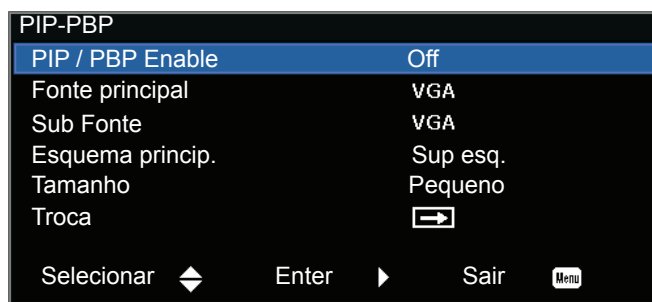 PIP-PBP
PIP / PBP Enable Off
Fonte principal VGA
Sub Fonte VGA
Esquema princip. Sup esq.
Tamanho Pequeno
Troca
Selecionar Enter Sair Menu